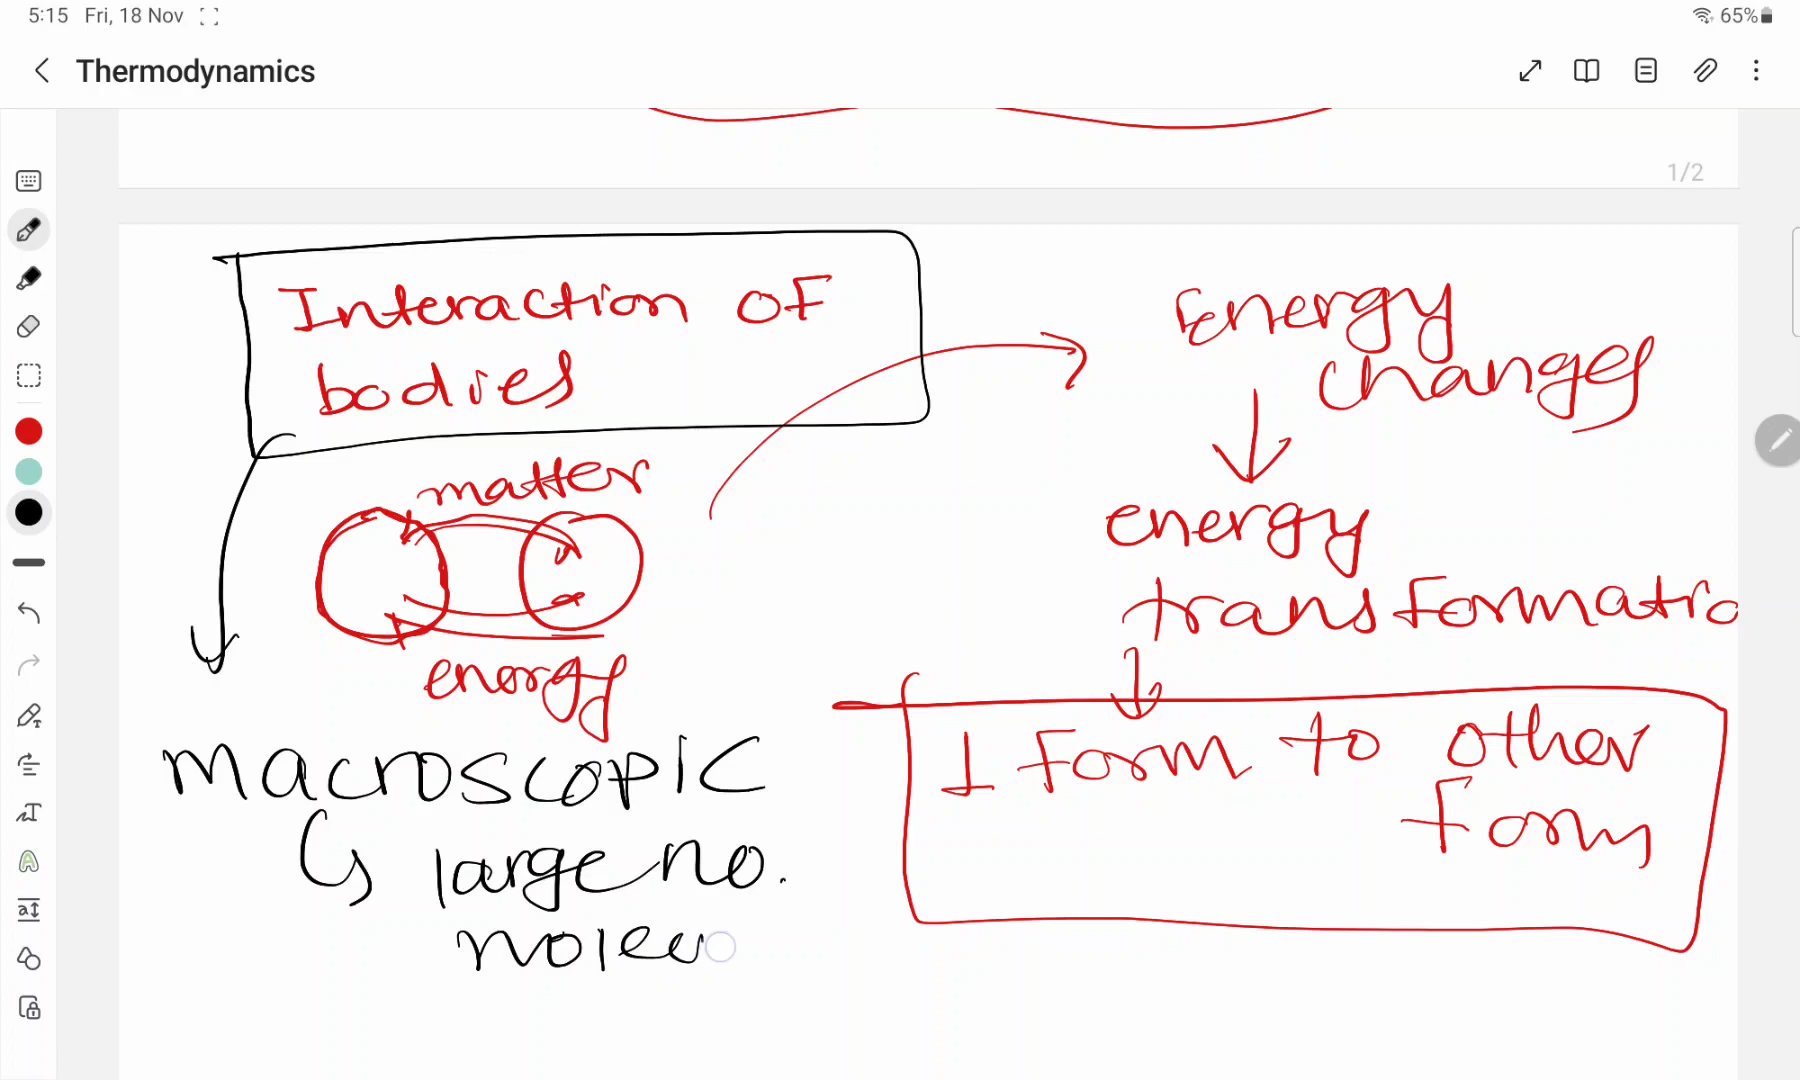 5:15 Fri, 18 Nov
65%
Thermodynamics
1/2
Interaction of
bodies
matter
energy
macroscopic
large no.
molecu
Energy
changes
energy
transformatio
1 Form to other
Form